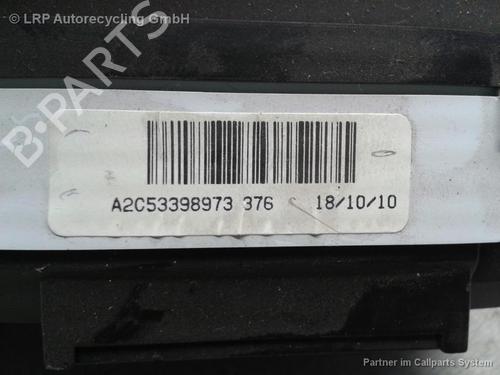 LRP Autorecycling GmbH
B-PARTS
A2C53398973 376 18/10/10
Partner im Callparts System